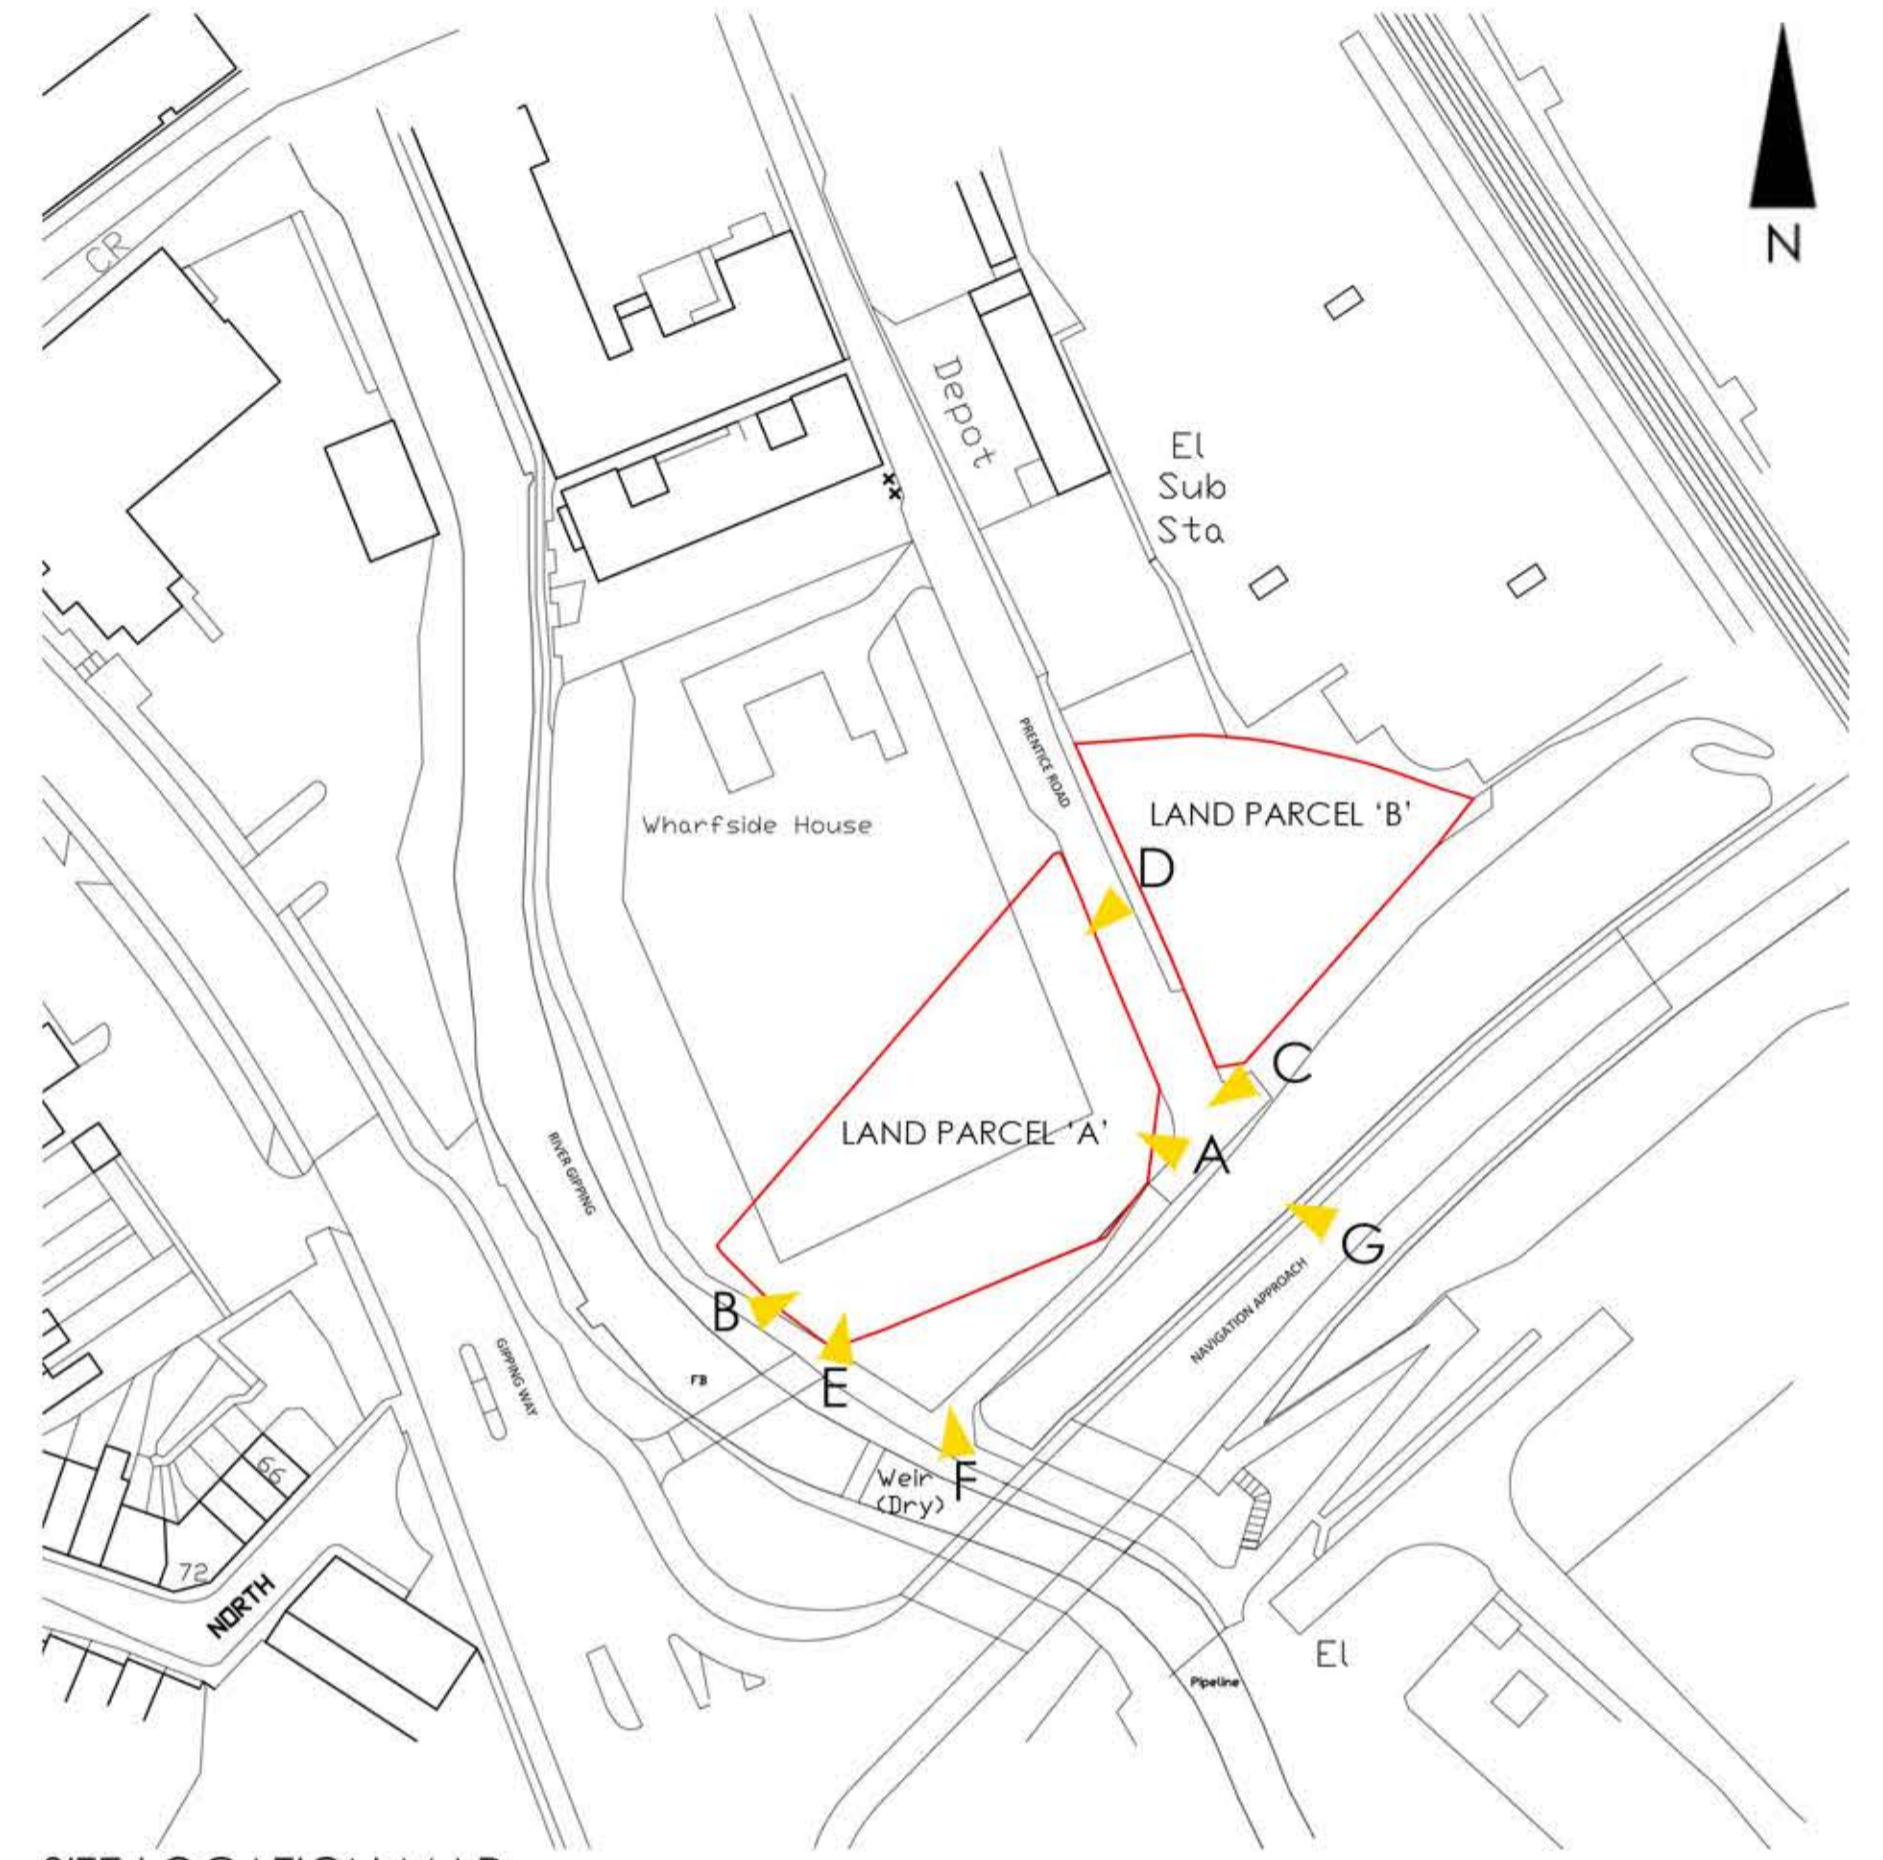 N
CR
Depot
El
Sub
Sta
PRENTICE ROAD
LAND PARCEL 'B'
Wharfside House
D
C
LAND PARCEL 'A'
A
RIVER GIPPING
G
B
NAVIGATION APPROACH
E
FB
GIPPING WAY
F
Weir
(Dry)
66
72
NORTH
El
Pipeline